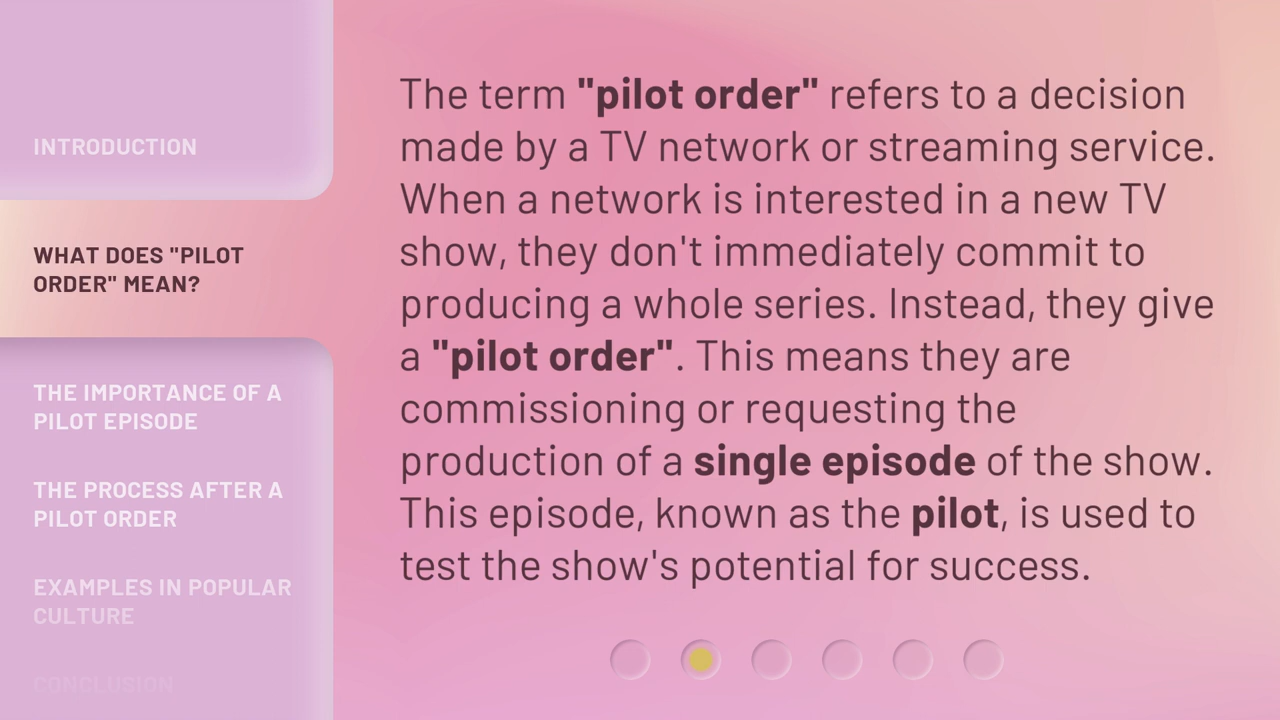 INTRODUCTION
WHAT DOES "PILOT
ORDER" MEAN?
THE IMPORTANCE OF A
PILOT EPISODE
THE PROCESS AFTER A
PILOT ORDER
EXAMPLES IN POPULAR
CULTURE
CONCLUSION
The term "pilot order" refers to a decision
made by a TV network or streaming service.
When a network is interested in a new TV
show, they don't immediately commit to
producing a whole series. Instead, they give
a "pilot order". This means they are
commissioning or requesting the
production of a single episode of the show.
This episode, known as the pilot, is used to
test the show's potential for success.